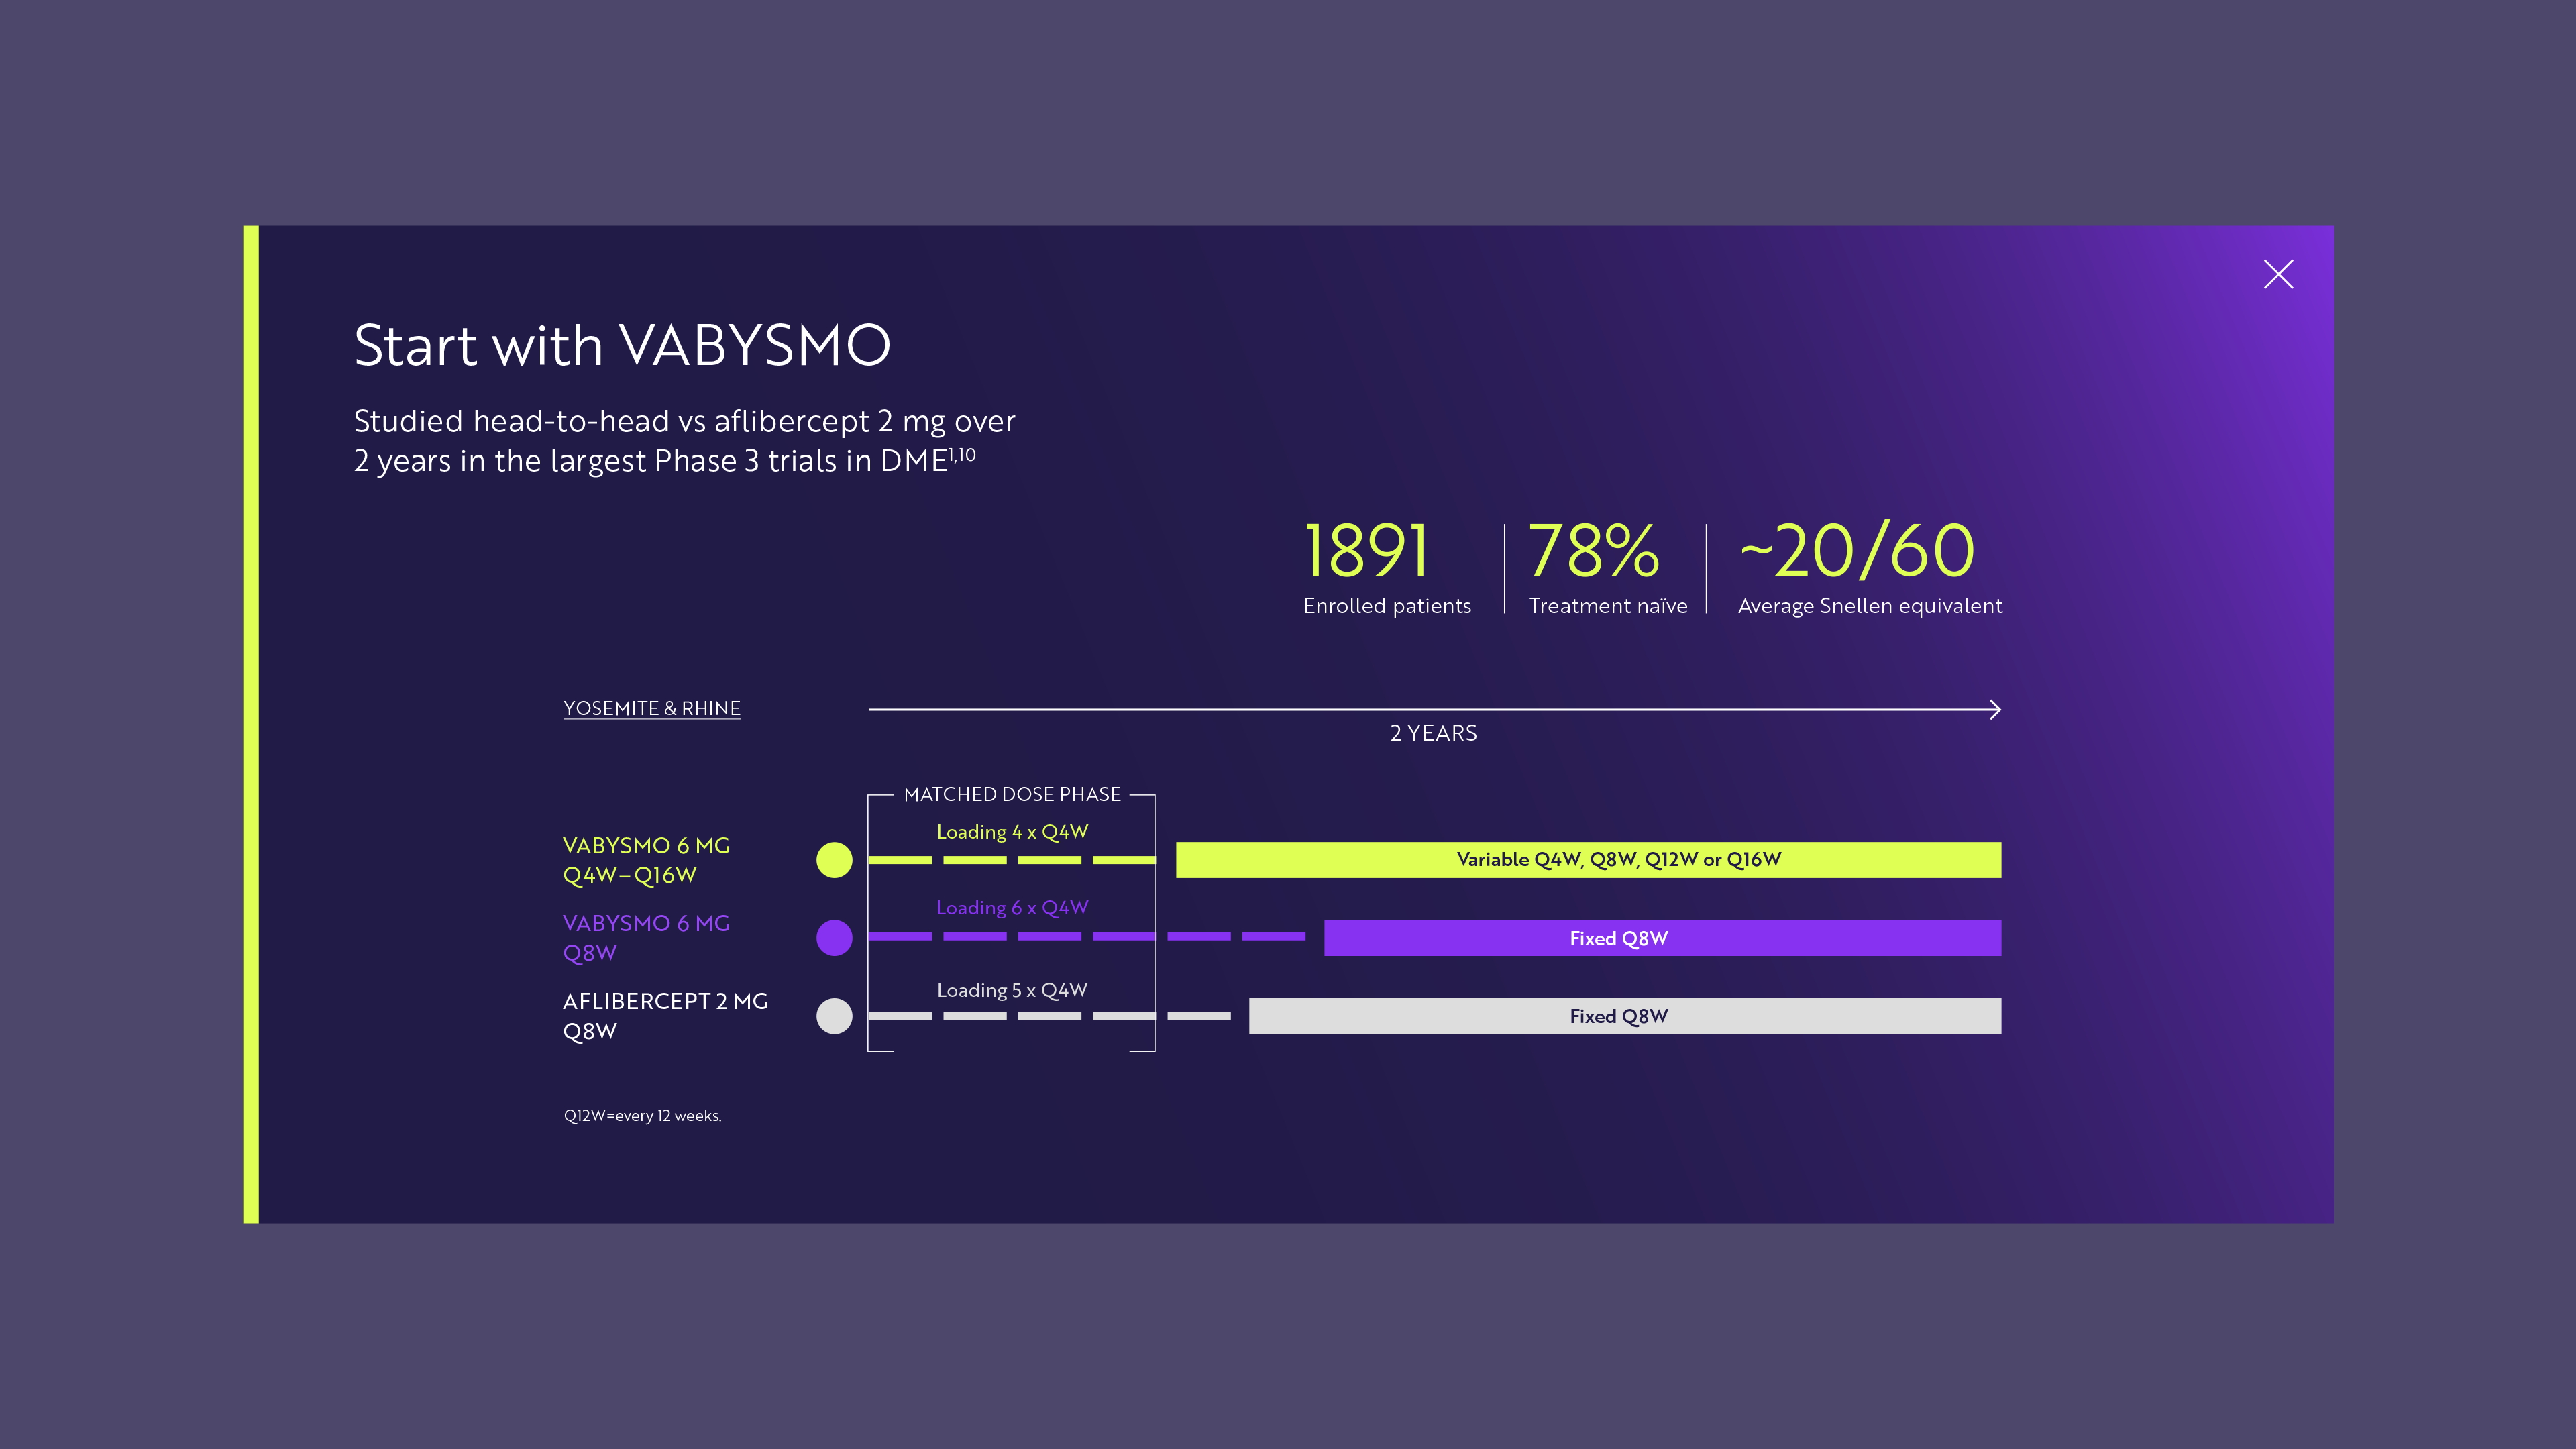 Start with VABYSMO
Studied head-to-head vs aflibercept 2 mg over
2 years in the largest Phase 3 trials in DME1,10
1891
Enrolled patients
78%
Treatment naïve
~20/60
Average Snellen equivalent
YOSEMITE & RHINE
2 YEARS
MATCHED DOSE PHASE
VABYSMO 6 MG
Q4W–Q16W
Loading 4 x Q4W
Variable Q4W, Q8W, Q12W or Q16W
VABYSMO 6 MG
Q8W
Loading 6 x Q4W
Fixed Q8W
AFLIBERCEPT 2 MG
Q8W
Loading 5 x Q4W
Fixed Q8W
Q12W=every 12 weeks.